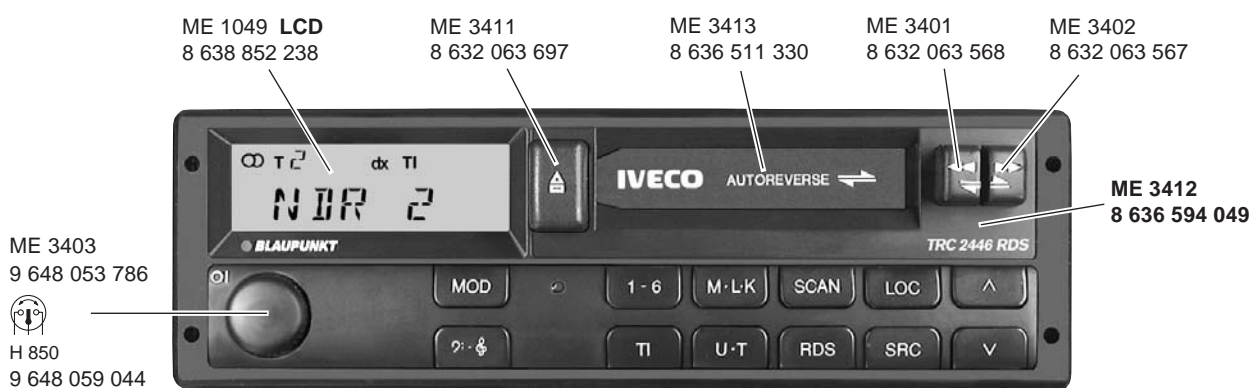 ME 1049 LCD
8 638 852 238
ME 3411
8 632 063 697
ME 3413
8 636 511 330
ME 3401
8 632 063 568
ME 3402
8 632 063 567
T 2 dx TI
NDR 2
IVECO AUTOREVERSE
ME 3412
8 636 594 049
BLAUPUNKT
TRC 2446 RDS
ME 3403
9 648 053 786
H 850
9 648 059 044
MOD 1 - 6 M·L·K SCAN LOC
TI U·T RDS SRC